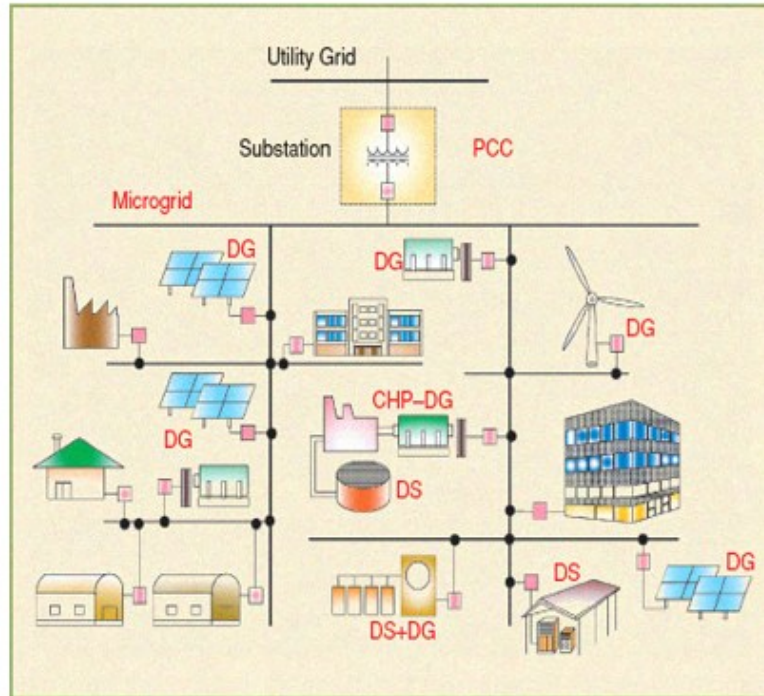 Utility Grid
Substation
PCC
Microgrid
DG
DG
DG
CHP–DG
DG
DS
DG
DS
DS+DG